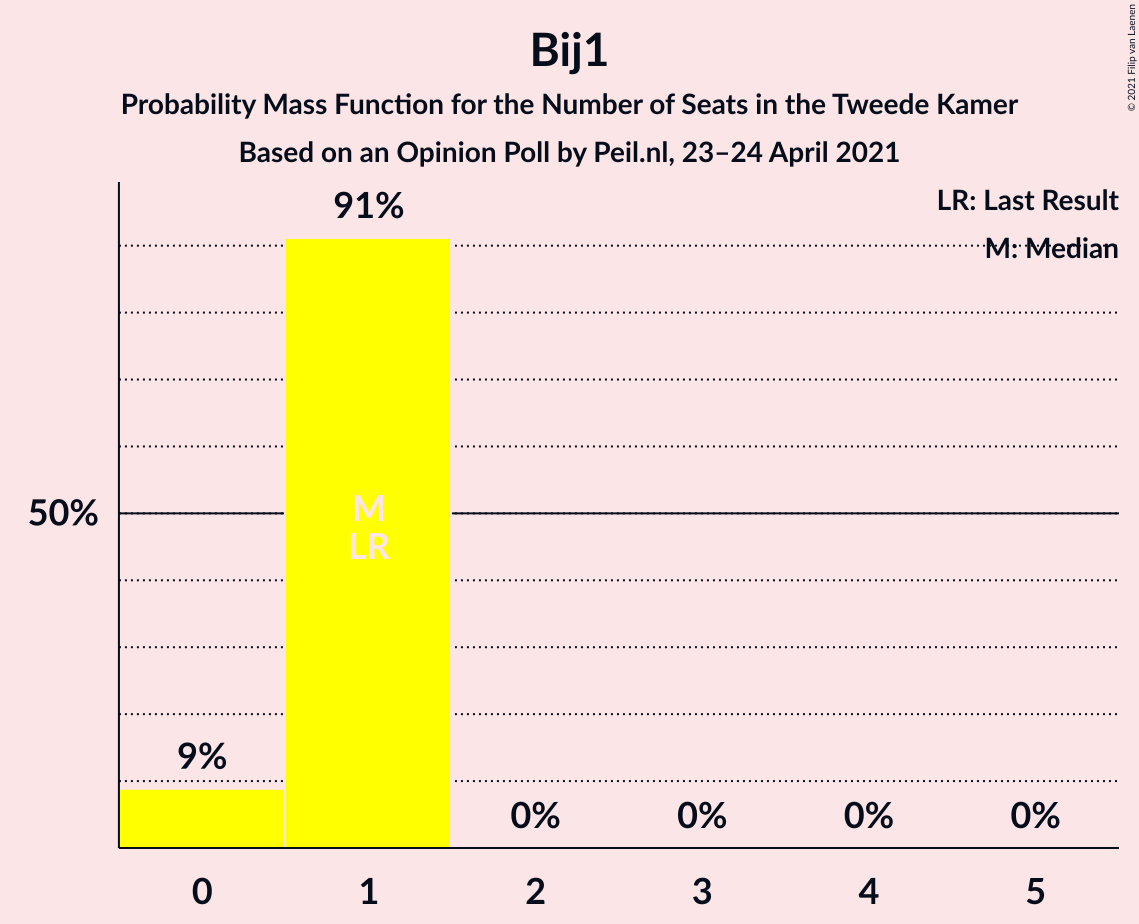 Bij1
Probability Mass Function for the Number of Seats in the Tweede Kamer
Based on an Opinion Poll by Peil.nl, 23–24 April 2021
© 2021 Filip van Laenen
LR: Last Result
M: Median
91%
50%
M
LR
9%
0%
0%
0%
0%
0
1
2
3
4
5